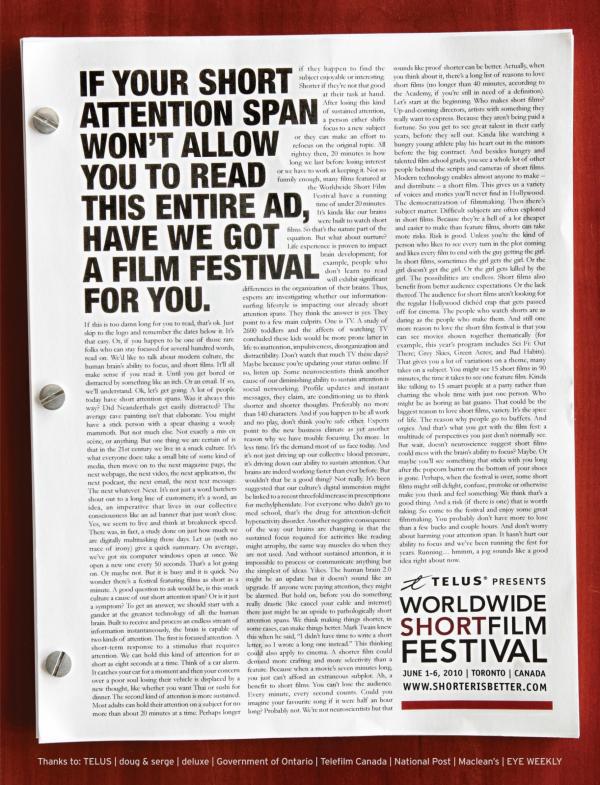 IF YOUR SHORT
ATTENTION SPAN
WON'T ALLOW
YOU TO READ
THIS ENTIRE AD,
HAVE WE GOT
A FILM FESTIVAL
FOR YOU.
If this is too damn long for you to read, that's ok. Just
skip to the logo and remember the dates below it. It's
that easy. Or, if you happen to be one of those rare
folks who can stay focused for several hundred words,
read on. We'd like to talk about modern culture, the
human brain's ability to focus, and short films. It'll all
make sense if you read it. Until you get bored or
distracted by something like an itch. Or an email. If so,
we'll understand. Ok, let's get going. A lot of people
today have short attention spans. Was it always this
way? Did Neanderthals get easily distracted? The
average cave painting isn't that elaborate. You might
have a stick person with a spear chasing a wooly
mammoth. But not much else. Not exactly a mis en
scène, or anything. But one thing we are certain of
is that in the 21st century we live in a snack culture. It's
what everyone does: take a small bite of some kind of
media, then move on to the next magazine page, the
next webpage, the next video, the next application, the
next podcast, the next email, the next text message.
The next whatever. Next. It's not just a word butchers
shout out to a long line of customers; it's a word, an
idea, an imperative that lives in our collective
consciousness like an ad banner that just won't close.
Yes, we seem to live and think at breakneck speed.
There was, in fact, a study done on just how much we
are digitally multitasking these days. Let us (with no
trace of irony) give a quick summary. On average,
we've got six computer windows open at once. We
open a new one every 50 seconds. That's a lot going
on. Or maybe not. But it is busy and it is quick. No
wonder there's a festival featuring films as short as a
minute. A good question to ask would be, is this snack
culture a cause of our short attention span? Or is it just
a symptom? To get an answer, we should start with a
gander at the greatest technology of all: the human
brain. Built to receive and process an endless stream of
information instantaneously, the brain is capable of
two kinds of attention. The first: focused attention. A
short-term response to a stimulus that requires
attention. We can hold this kind of attention for as
short as eight seconds at a time. Think of a car alarm.
It catches your ear for a moment and then your concern
over a poor soul losing their vehicle is displaced by a
new thought, like whether you want Thai or sushi for
dinner. The second kind of attention is more sustained.
Most adults can hold their attention on a subject for no
more than about 20 minutes at a time. Perhaps longer
if they happen to find the
subject enjoyable or interesting.
Shorter if they're not that good
at their task at hand.
After losing this kind
of sustained attention,
a person either shifts
focus to a new subject
or they can make an effort to
refocus on the original topic. All
rightey then, 20 minutes is how
long we last before losing interest
or we have to work at keeping it. Not so
funnily enough, many films featured at
the Worldwide Short Film
Festival have a running
time of under 20 minutes.
It's kinda like our brains
were built to watch short
films. So that's the nature part of the
equation. But what about nurture?
Life experience is proven to impact
brain development; for
example, people who
don't learn to read
will exhibit significant
differences in the organization of their brains. Thus,
experts are investigating whether our information-
surfing lifestyle is impacting our already short
attention spans. They think the answer is yes. They
point to a few main culprits. One is TV. A study of
2600 toddlers and the affects of watching TV
concluded these kids would be more prone latter in
life to inattention, impulsiveness, disorganization and
distractibility. Don't watch that much TV these days?
Maybe because you're updating your status online. If
so, listen up. Some neuroscientists think another
cause of our diminishing ability to sustain attention is
social networking. Profile updates and instant
messages, they claim, are conditioning us to think
shorter and shorter thoughts. Preferably no more
than 140 characters. And if you happen to be all work
and no play, don't think you're safe either. Experts
point to the new business climate as yet another
reason why we have trouble focusing. Do more. In
less time. It's the demand most of us face today. And
it's not just driving up our collective blood pressure,
it's driving down our ability to sustain attention. Our
brains are indeed working faster than ever before. But
wouldn't that be a good thing? Not really. It's been
suggested that our culture's digital immersion might
be linked to a recent threefold increase in prescriptions
for methylphenidate. For everyone who didn't go to
med school, that's the drug for attention-deficit
hyperactivity disorder. Another negative consequence
of the way our brains are changing is that the
sustained focus required for activities like reading
might atrophy, the same way muscles do when they
are not used. And without sustained attention, it is
impossible to process or communicate anything but
the simplest of ideas. Yikes. The human brain 2.0
might be an update but it doesn't sound like an
upgrade. If anyone were paying attention, they might
be alarmed. But hold on, before you do something
really drastic (like cancel your cable and internet)
there just might be an upside to pathologically short
attention spans. We think making things shorter, in
some cases, can make things better. Mark Twain knew
this when he said, "I didn't have time to write a short
letter, so I wrote a long one instead." This thinking
could also apply to cinema. A shorter film could
demand more crafting and more selectivity than a
feature. Because when a movie's seven minutes long,
you just can't afford an extraneous subplot. Ah, a
benefit to short films. You can't lose the audience.
Every minute, every second counts. Could you
imagine your favourite song if it were half an hour
long? Probably not. We're not neuroscientists but that
sounds like proof shorter can be better. Actually, when
you think about it, there's a long list of reasons to love
short films (no longer than 40 minutes, according to
the Academy, if you're still in need of a definition).
Let's start at the beginning. Who makes short films?
Up-and-coming directors, artists with something they
really want to express. Because they aren't being paid a
fortune. So you get to see great talent in their early
years, before they sell out. Kinda like watching a
hungry young athlete play his heart out in the minors
before the big contract. And besides hungry and
talented film school grads, you see a whole lot of other
people behind the scripts and cameras of short films.
Modern technology enables almost anyone to make –
and distribute – a short film. This gives us a variety
of voices and stories you'll never find in Hollywood.
The democratization of filmmaking. Then there's
subject matter. Difficult subjects are often explored
in short films. Because they're a hell of a lot cheaper
and easier to make than feature films, shorts can take
more risks. Risk is good. Unless you're the kind of
person who likes to see every turn in the plot coming
and likes every film to end with the guy getting the girl.
In short films, sometimes the girl gets the girl. Or the
girl doesn't get the girl. Or the girl gets killed by the
girl. The possibilities are endless. Short films also
benefit from better audience expectations. Or the lack
thereof. The audience for short films aren't looking for
the regular Hollywood clichéd crap that gets passed
off for cinema. The people who watch shorts are as
daring as the people who make them. And still one
more reason to love the short film festival is that you
can see movies shown together thematically (for
example, this year's program includes Sci Fi: Out
There; Grey Skies, Green Acres; and Bad Habits).
That gives you a lot of variations on a theme, many
takes on a subject. You might see 15 short films in 90
minutes, the time it takes to see one feature film. Kinda
like talking to 15 smart people at a party rather than
chatting the whole time with just one person. Who
might be as boring as bat guano. That could be the
biggest reason to love short films, variety. It's the spice
of life. The reason why people go to buffets. And
orgies. And that's what you get with the film fest: a
multitude of perspectives you just don't normally see.
But wait, doesn't neuroscience suggest short films
could mess with the brain's ability to focus? Maybe. Or
maybe you'll see something that sticks with you long
after the popcorn butter on the bottom of your shoes
is gone. Perhaps, when the festival is over, some short
films might still delight, confuse, provoke or otherwise
make you think and feel something. We think that's a
good thing. And a risk (if there is one) that is worth
taking. So come to the festival and enjoy some great
filmmaking. You probably don't have more to lose
than a few bucks and couple hours. And don't worry
about harming your attention span. It hasn't hurt our
ability to focus and we've been running the fest for
years. Running… hmmm, a jog sounds like a good
idea right about now.
TELUS® PRESENTS
WORLDWIDE
SHORTFILM
FESTIVAL
JUNE 1-6, 2010 | TORONTO | CANADA
WWW.SHORTERISBETTER.COM
Thanks to: TELUS | doug & serge | deluxe | Government of Ontario | Telefilm Canada | National Post | Maclean's | EYE WEEKLY